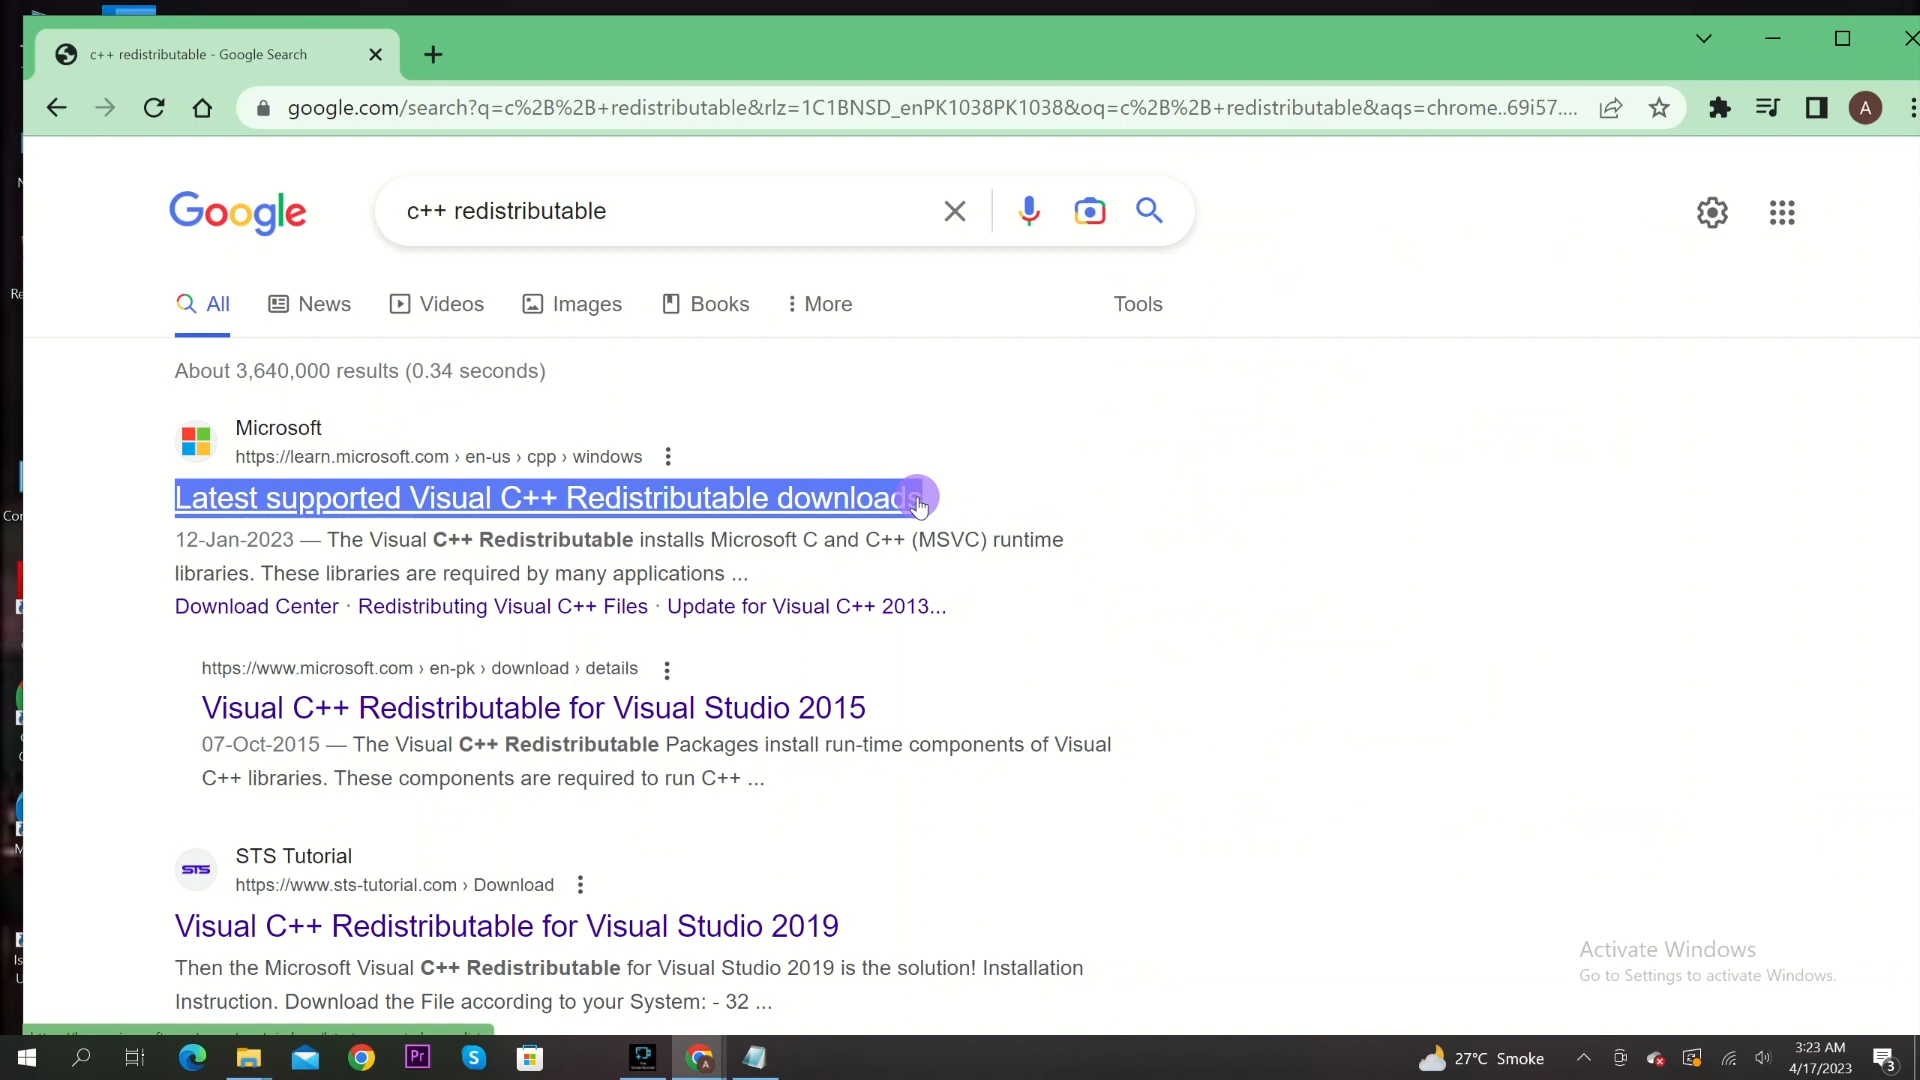 c++ redistributable - Google Search
google.com/search?q=c%2B%2B+redistributable&rlz=1C1BNSD_enPK1038PK1038&oq=c%2B%2B+redistributable&aqs=chrome..69i57....
A
Google
c++ redistributable
All
News
Videos
Images
Books
More
Tools
About 3,640,000 results (0.34 seconds)
Microsoft
https://learn.microsoft.com › en-us › cpp › windows
Latest supported Visual C++ Redistributable downloads
12-Jan-2023 — The Visual C++ Redistributable installs Microsoft C and C++ (MSVC) runtime
libraries. These libraries are required by many applications ...
Download Center · Redistributing Visual C++ Files · Update for Visual C++ 2013...
https://www.microsoft.com › en-pk › download › details
Visual C++ Redistributable for Visual Studio 2015
07-Oct-2015 — The Visual C++ Redistributable Packages install run-time components of Visual
C++ libraries. These components are required to run C++ ...
STS
STS Tutorial
https://www.sts-tutorial.com › Download
Visual C++ Redistributable for Visual Studio 2019
Then the Microsoft Visual C++ Redistributable for Visual Studio 2019 is the solution! Installation
Instruction. Download the File according to your System: - 32 ...
Activate Windows
Go to Settings to activate Windows.
Pr
S
A
27°C Smoke
3:23 AM
4/17/2023
3